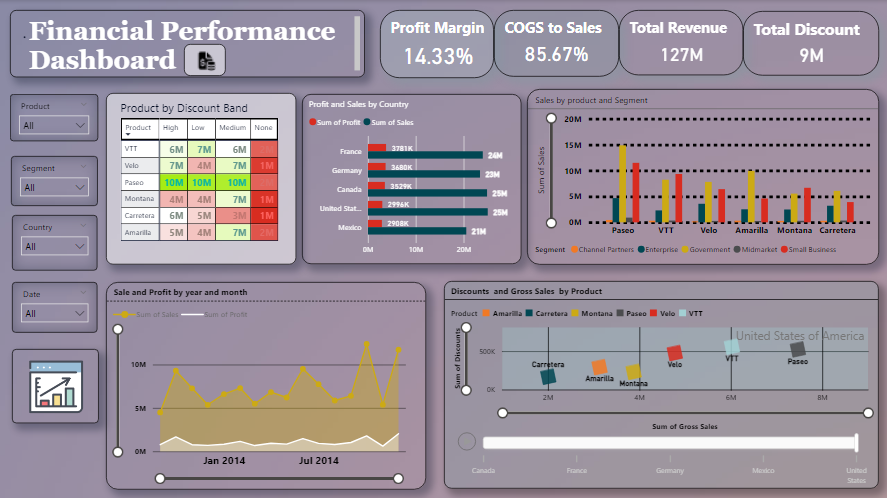 Financial Performance
Dashboard
Profit Margin
14.33%
COGS to Sales
85.67%
Total Revenue
127M
Total Discount
9M
Product
All
Segment
All
Country
All
Date
All
Product by Discount Band
Product High Low Medium None
VTT 6M 7M 6M
Velo 7M 4M 7M 1M
Paseo 10M 10M 10M
Montana 4M 4M 7M 1M
Carretera 6M 5M 3M 1M
Amarilla 5M 4M 7M
Profit and Sales by Country
Sum of Profit Sum of Sales
France 3781K 24M
Germany 3680K 23M
Canada 3529K 25M
United Stat... 2996K 25M
Mexico 2908K 21M
0M 10M 20M
Sales by product and Segment
Sum of Sales
20M
15M
10M
5M
0M
Paseo VTT Velo Amarilla Montana Carretera
Segment Channel Partners Enterprise Government Midmarket Small Business
Sale and Profit by year and month
Sum of Sales Sum of Profit
10M
5M
0M
Jan 2014 Jul 2014
Discounts and Gross Sales by Product
Product Amarilla Carretera Montana Paseo Velo VTT
United States of America
Sum of Discounts
500K
0K
Carretera
Amarilla
Montana
Velo
VTT
Paseo
2M 4M 6M 8M
Sum of Gross Sales
Canada France Germany Mexico United
States